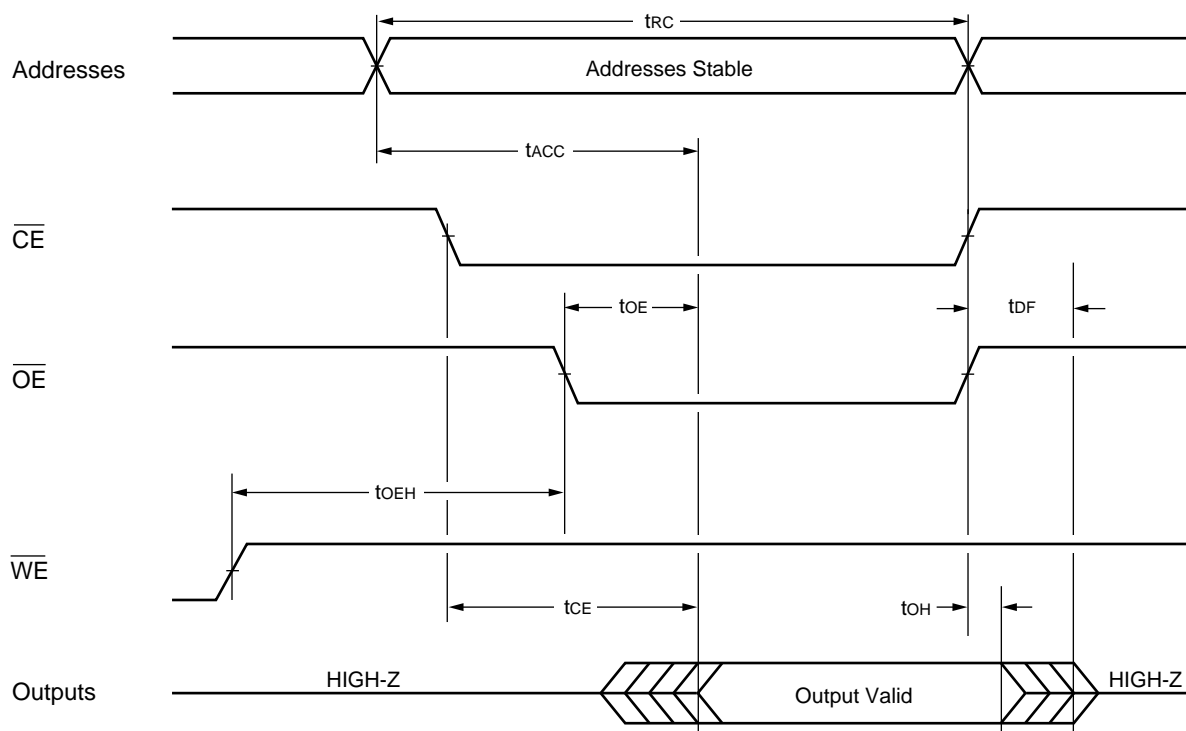 tRC
Addresses
Addresses Stable
tACC
CE
tOE
tDF
OE
tOEH
WE
tCE
tOH
Outputs
HIGH-Z
Output Valid
HIGH-Z